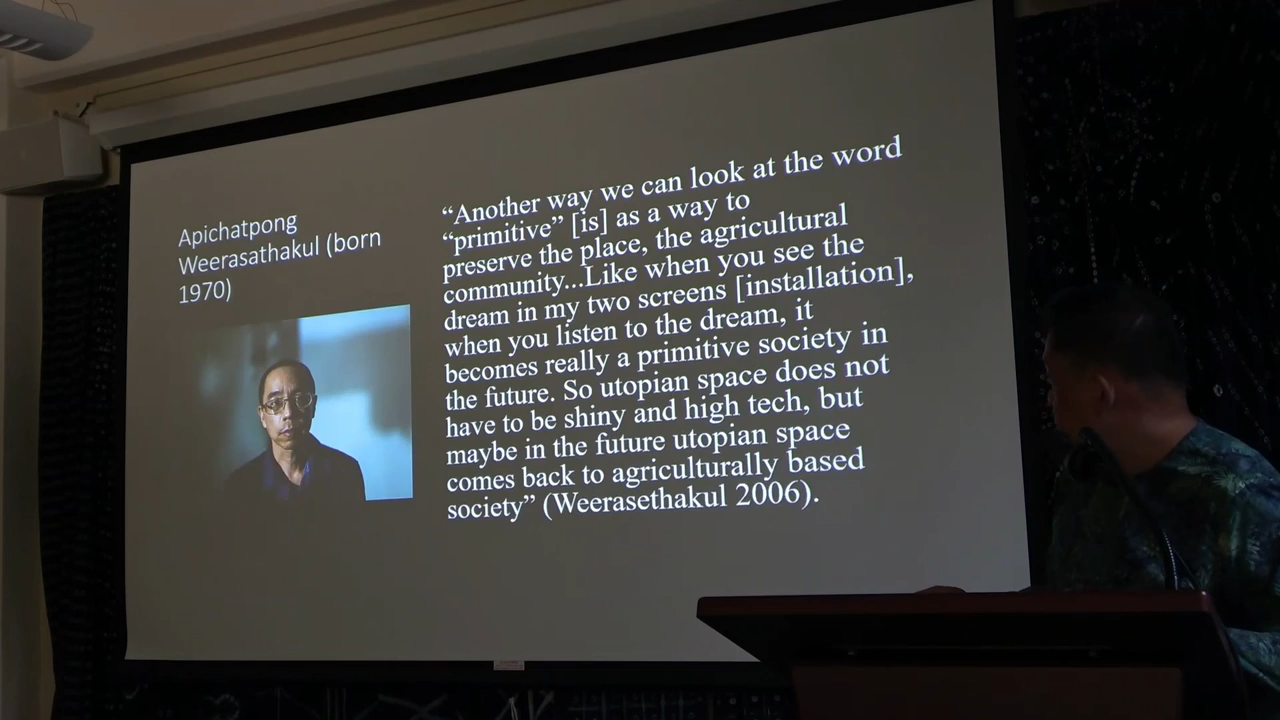 Apichatpong
Weerasathakul (born
1970)
“Another way we can look at the word
“primitive” [is] as a way to
preserve the place, the agricultural
community...Like when you see the
dream in my two screens [installation],
when you listen to the dream, it
becomes really a primitive society in
the future. So utopian space does not
have to be shiny and high tech, but
maybe in the future utopian space
comes back to agriculturally based
society” (Weerasethakul 2006).